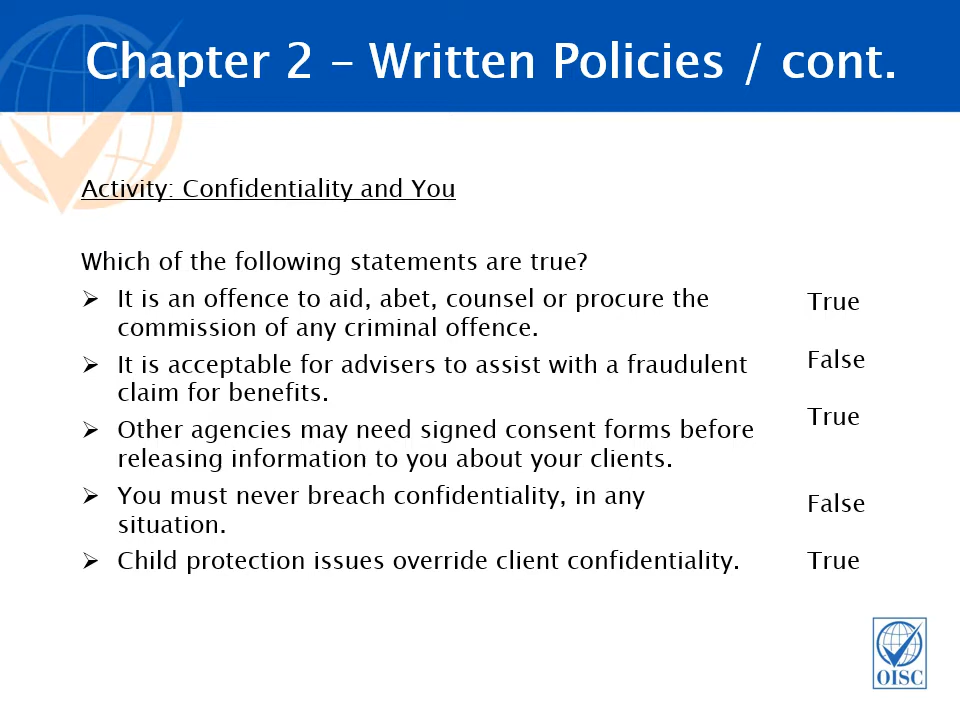 Chapter 2 – Written Policies / cont.
Activity: Confidentiality and You
Which of the following statements are true?
➢ It is an offence to aid, abet, counsel or procure the
commission of any criminal offence.
True
➢ It is acceptable for advisers to assist with a fraudulent
claim for benefits.
False
➢ Other agencies may need signed consent forms before
releasing information to you about your clients.
True
➢ You must never breach confidentiality, in any
situation.
False
➢ Child protection issues override client confidentiality.
True
OISC